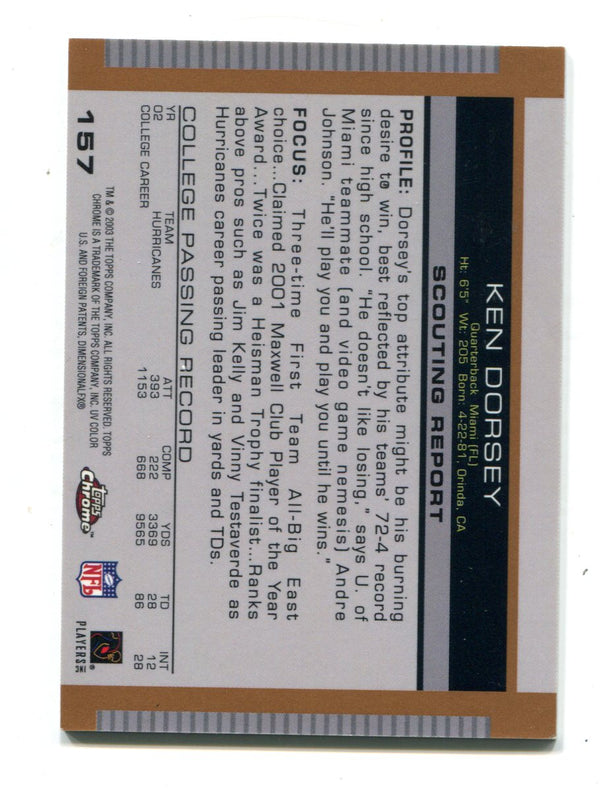 KEN DORSEY
Quarterback Miami (FL)
Ht: 6'5" Wt: 205 Born: 4-22-81, Orinda, CA
SCOUTING REPORT
PROFILE: Dorsey's top attribute might be his burning
desire to win, best reflected by his teams' 72-4 record
since high school. "He doesn't like losing," says U. of
Miami teammate (and video game nemesis) Andre
Johnson. "He'll play you and play you until he wins."
FOCUS: Three-time First Team All-Big East
choice...Claimed 2001 Maxwell Club Player of the Year
Award...Twice was a Heisman Trophy finalist...Ranks
above pros such as Jim Kelly and Vinny Testaverde as
Hurricanes career passing leader in yards and TDs.
COLLEGE PASSING RECORD
YR TEAM ATT COMP YDS TD INT
02 HURRICANES 393 222 3369 28 12
COLLEGE CAREER 1153 668 9565 86 28
157
TM & © 2003 THE TOPPS COMPANY, INC. ALL RIGHTS RESERVED. TOPPS
CHROME IS A TRADEMARK OF THE TOPPS COMPANY, INC. UV COLOR
U.S. AND FOREIGN PATENTS, DIMENSIONALFX®
Topps Chrome™
NFL
PLAYERS INC